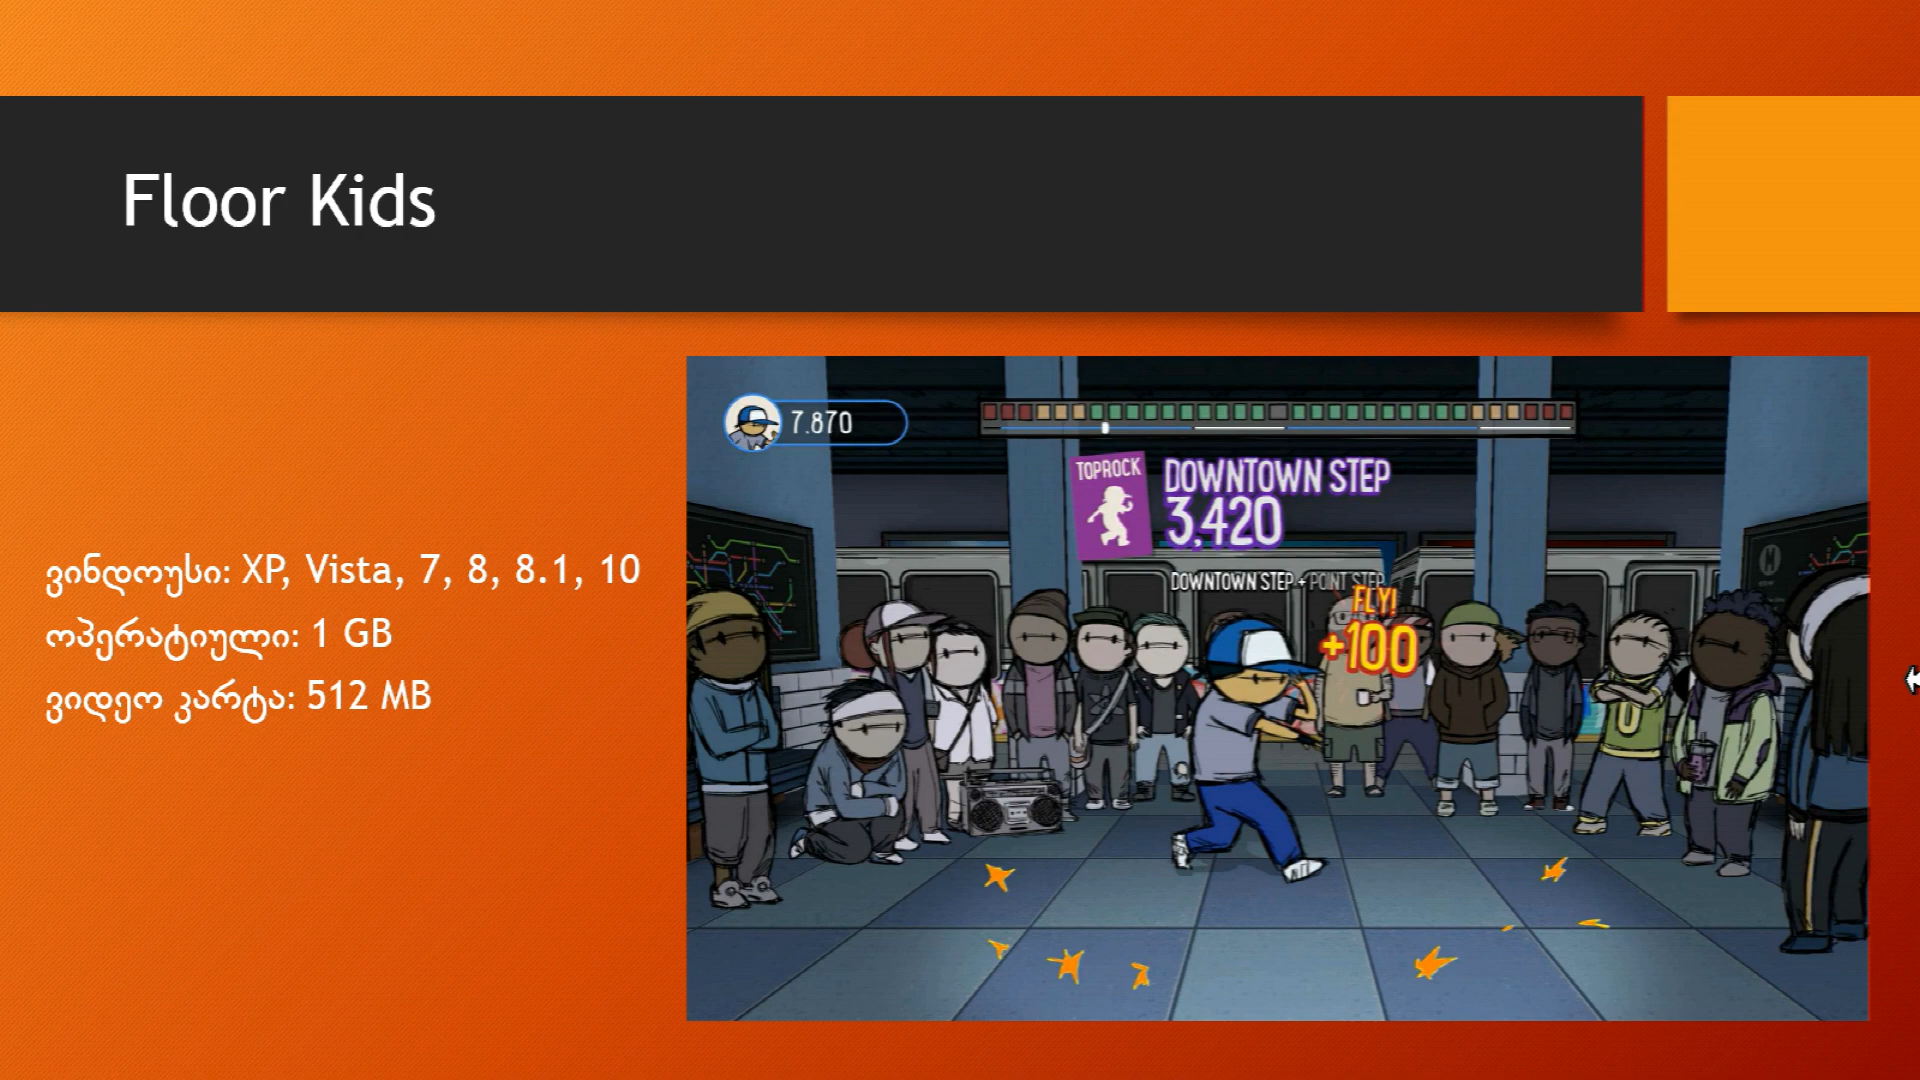 Floor Kids
ვინდოუსი: XP, Vista, 7, 8, 8.1, 10
ოპერატიული: 1 GB
ვიდეო კარტა: 512 MB
7.870
TOPROCK
DOWNTOWN STEP
3,420
DOWNTOWN STEP + POINT STEP
FLY!
+100